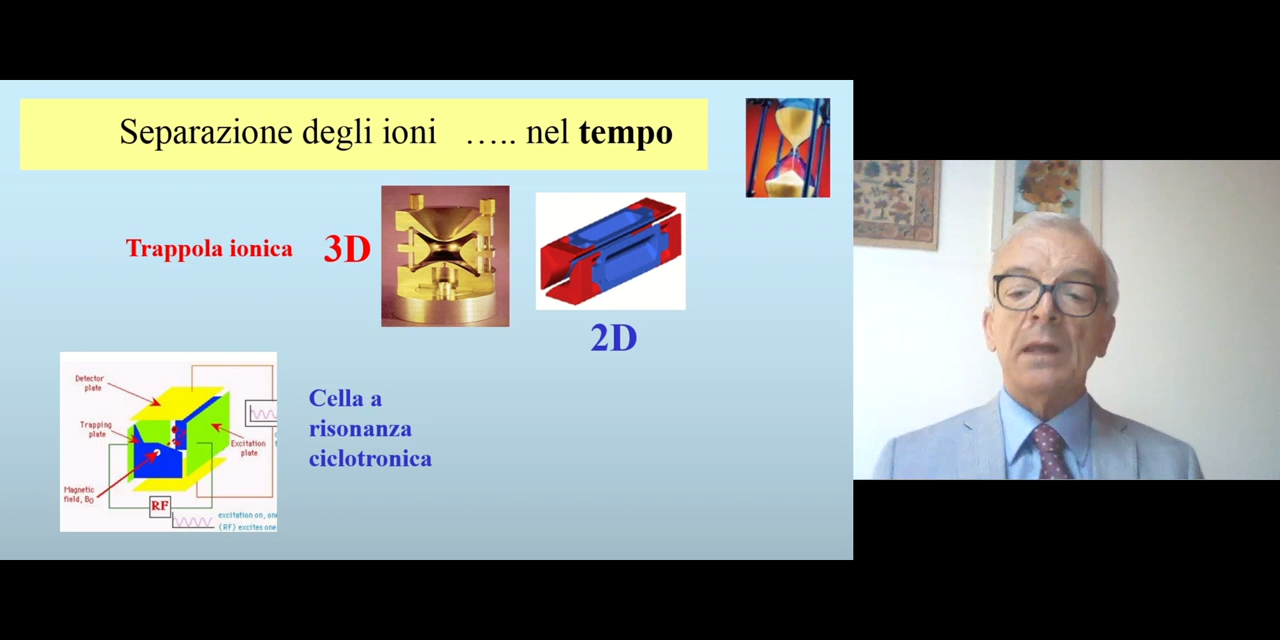 Separazione degli ioni ….. nel tempo
Trappola ionica 3D
2D
Detector
plate
Trapping
plate
Excitation
plate
Magnetic
field, B0
RF
excitation on, one
(RF) excites one
Cella a
risonanza
ciclotronica